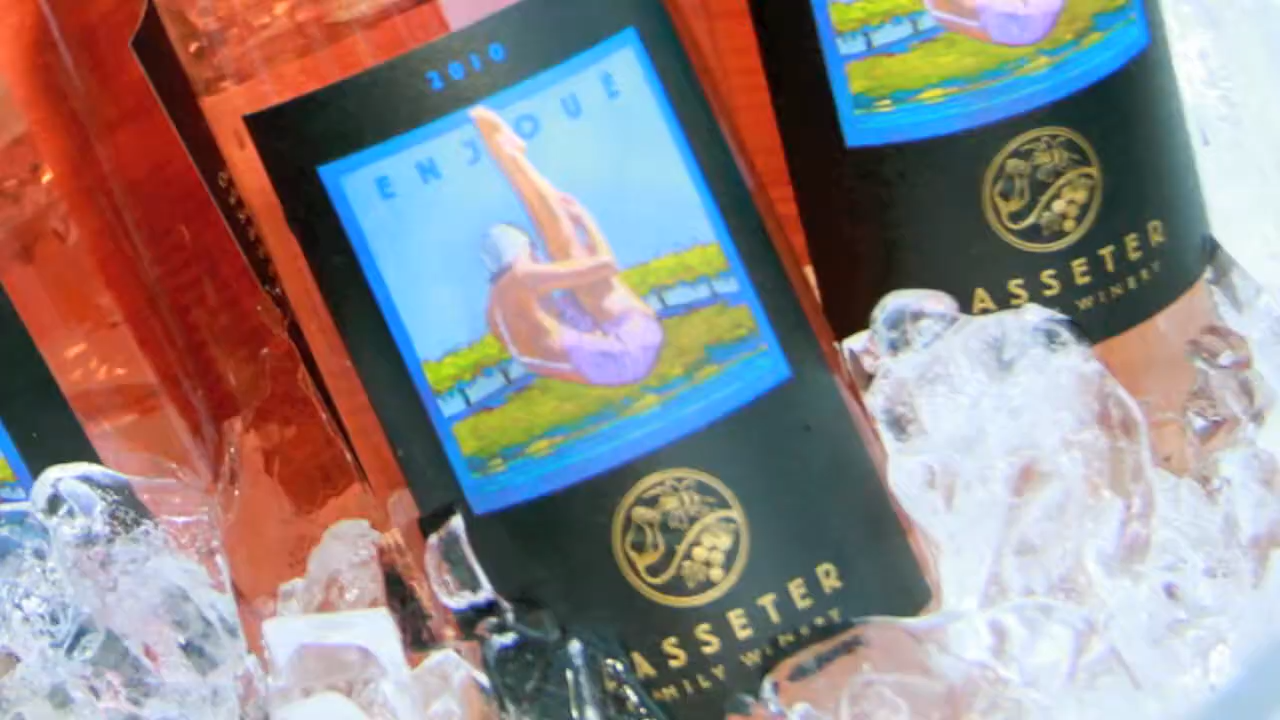 2010
ENJOUÉ
ASSETER
MILY WINERY
ASSETER
WINERY